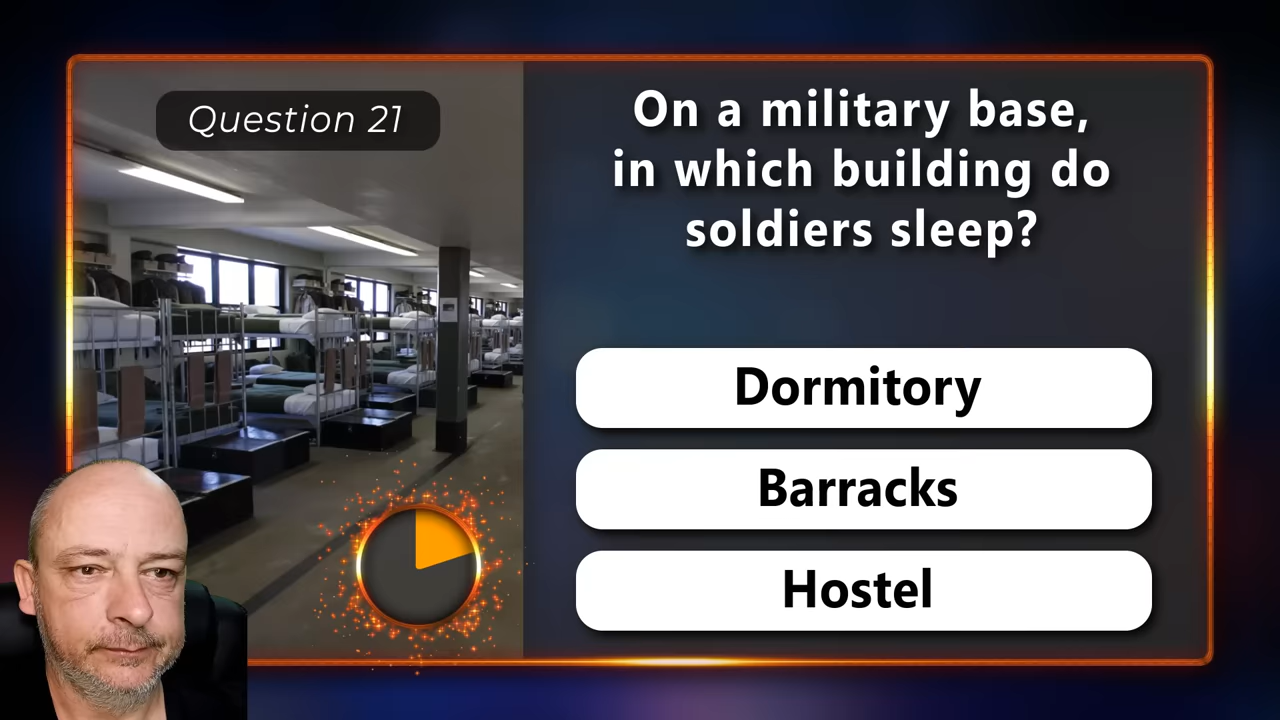 Question 21
On a military base,
in which building do
soldiers sleep?
Dormitory
Barracks
Hostel